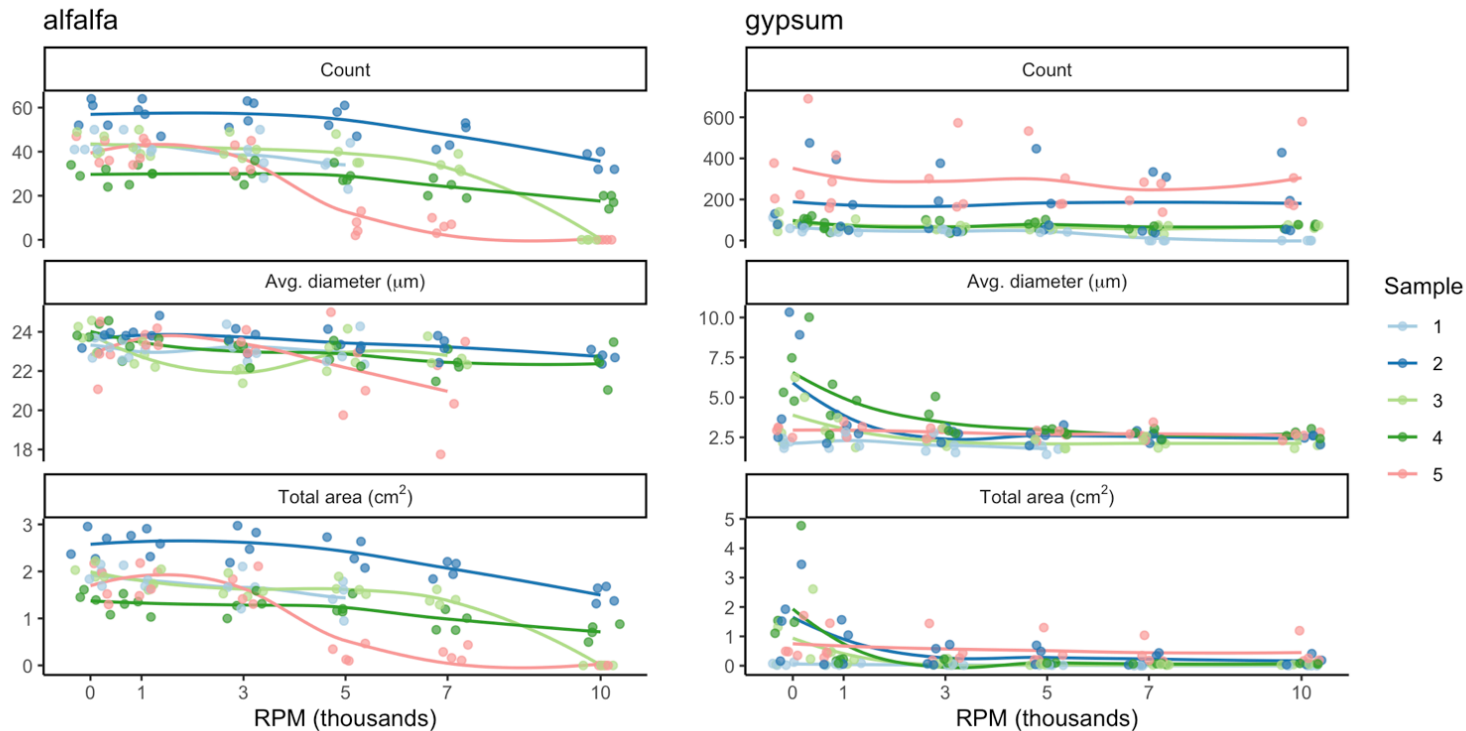 alfalfa
Count
60
40
20
0
Avg. diameter (μm)
24
22
20
18
Total area (cm²)
3
2
1
0
0 1 3 5 7 10
RPM (thousands)
gypsum
Count
600
400
200
0
Avg. diameter (μm)
10.0
7.5
5.0
2.5
Total area (cm²)
5
4
3
2
1
0
0 1 3 5 7 10
RPM (thousands)
Sample
1
2
3
4
5